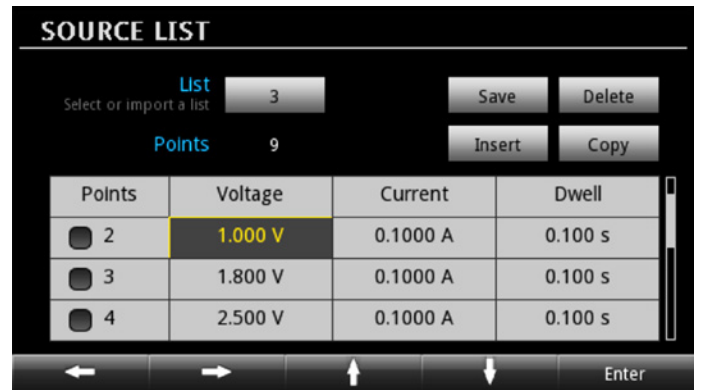 SOURCE LIST
List 3 Save Delete
Select or import a list
Points 9 Insert Copy
Points Voltage Current Dwell
2 1.000 V 0.1000 A 0.100 s
3 1.800 V 0.1000 A 0.100 s
4 2.500 V 0.1000 A 0.100 s
Enter